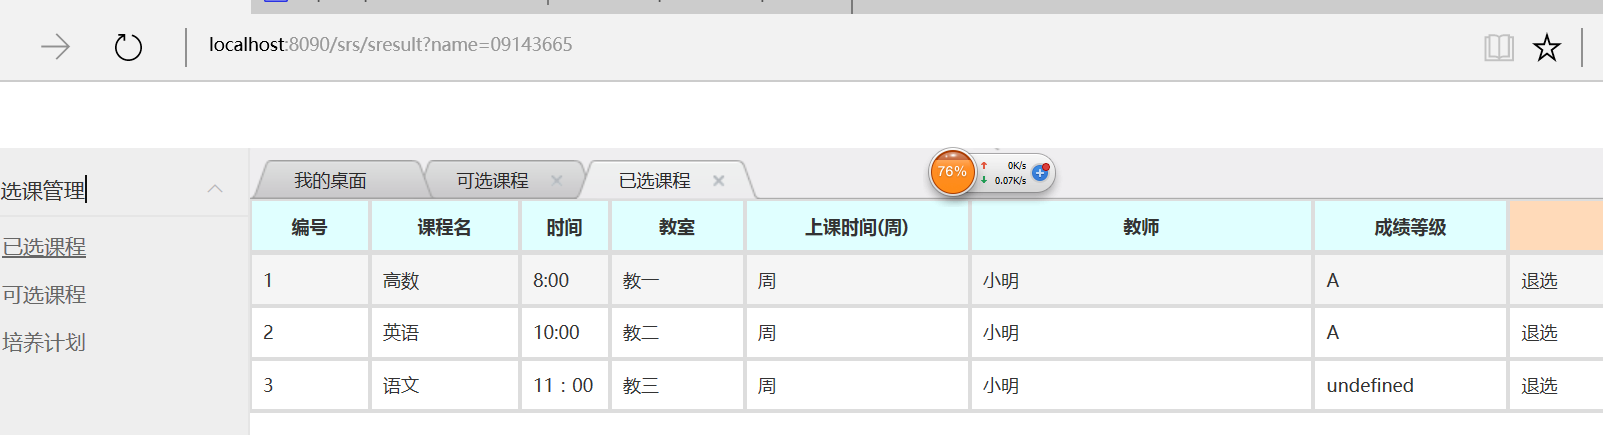 localhost:8090/srs/sresult?name=09143665
76%
0K/s
0.07K/s
选课管理
已选课程
可选课程
培养计划
我的桌面 可选课程 已选课程
编号 课程名 时间 教室 上课时间(周) 教师 成绩等级
1 高数 8:00 教一 周 小明 A 退选
2 英语 10:00 教二 周 小明 A 退选
3 语文 11：00 教三 周 小明 undefined 退选